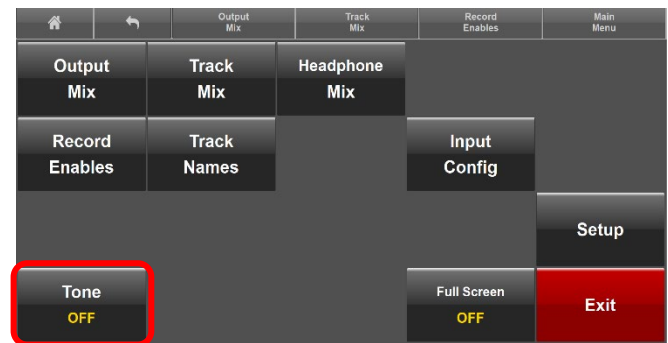 Output
Mix
Track
Mix
Record
Enables
Main
Menu
Output
Mix
Track
Mix
Headphone
Mix
Record
Enables
Track
Names
Input
Config
Setup
Tone
OFF
Full Screen
OFF
Exit